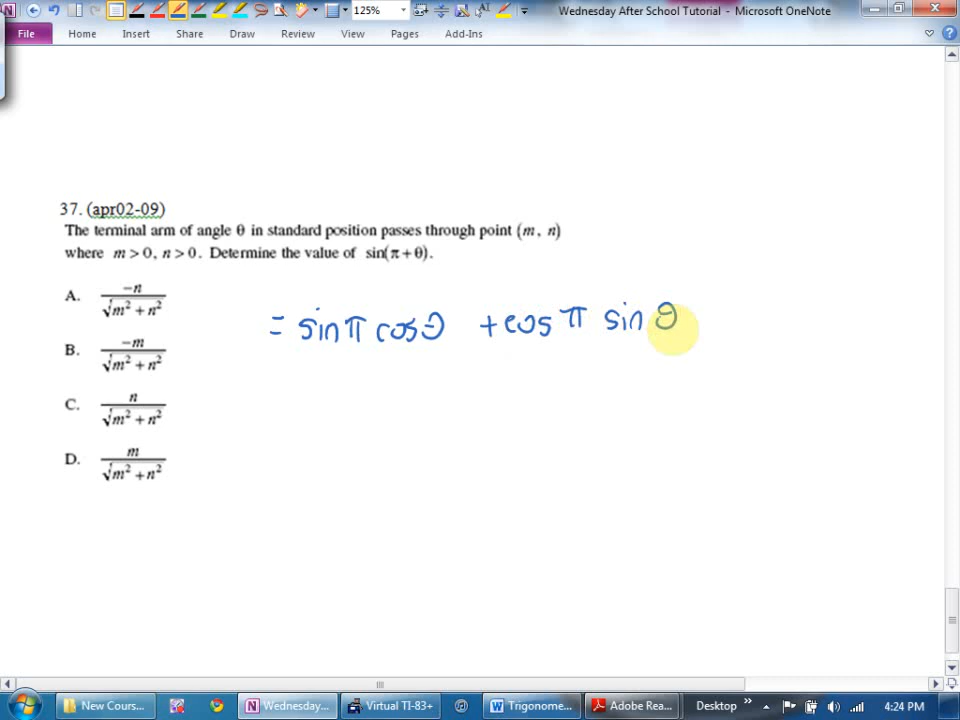 125%
Wednesday After School Tutorial - Microsoft OneNote
File Home Insert Share Draw Review View Pages Add-Ins
37. (apr02-09)
The terminal arm of angle θ in standard position passes through point (m, n)
where m > 0, n > 0. Determine the value of sin(π + θ).
A. -n / √m² + n²
B. -m / √m² + n²
C. n / √m² + n²
D. m / √m² + n²
= sin π cos θ + cos π sin θ
New Cours... Wednesday... Virtual TI-83+ Trigonome... Adobe Rea... Desktop 4:24 PM